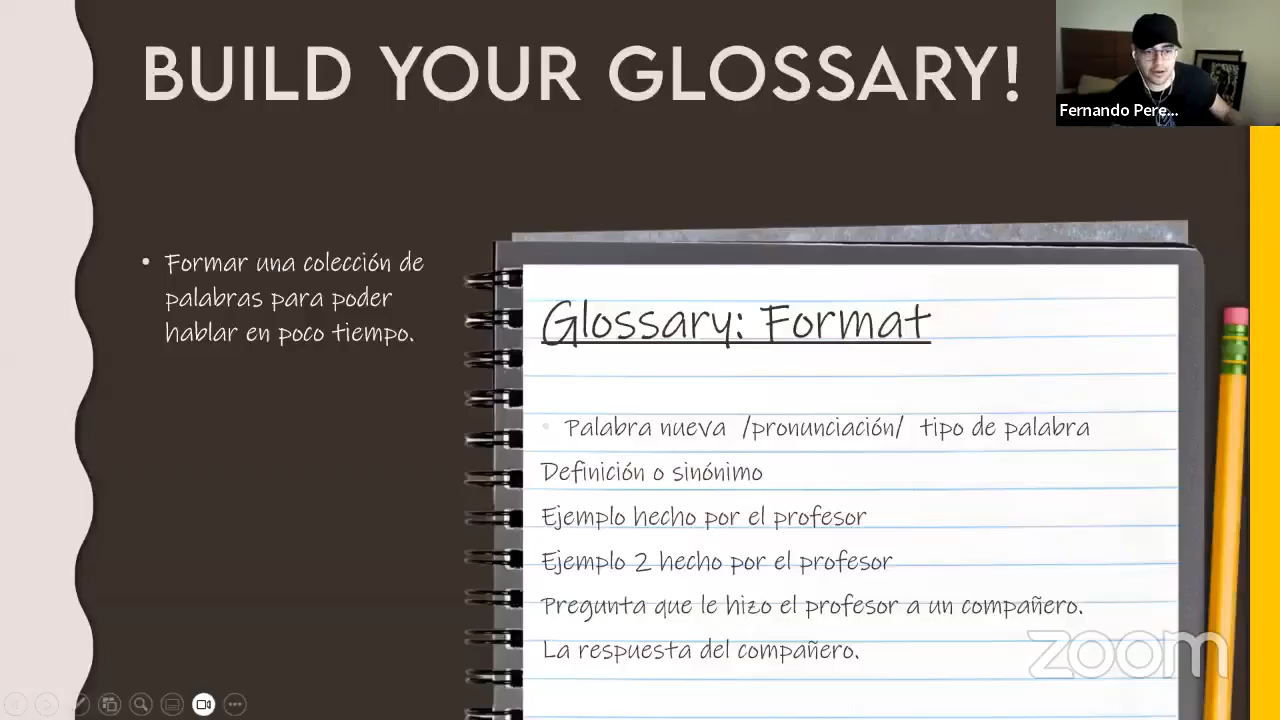 BUILD YOUR GLOSSARY!
Fernando Pere...
• Formar una colección de
palabras para poder
hablar en poco tiempo.
Glossary: Format
• Palabra nueva /pronunciación/ tipo de palabra
Definición o sinónimo
Ejemplo hecho por el profesor
Ejemplo 2 hecho por el profesor
Pregunta que le hizo el profesor a un compañero.
La respuesta del compañero.
zoom